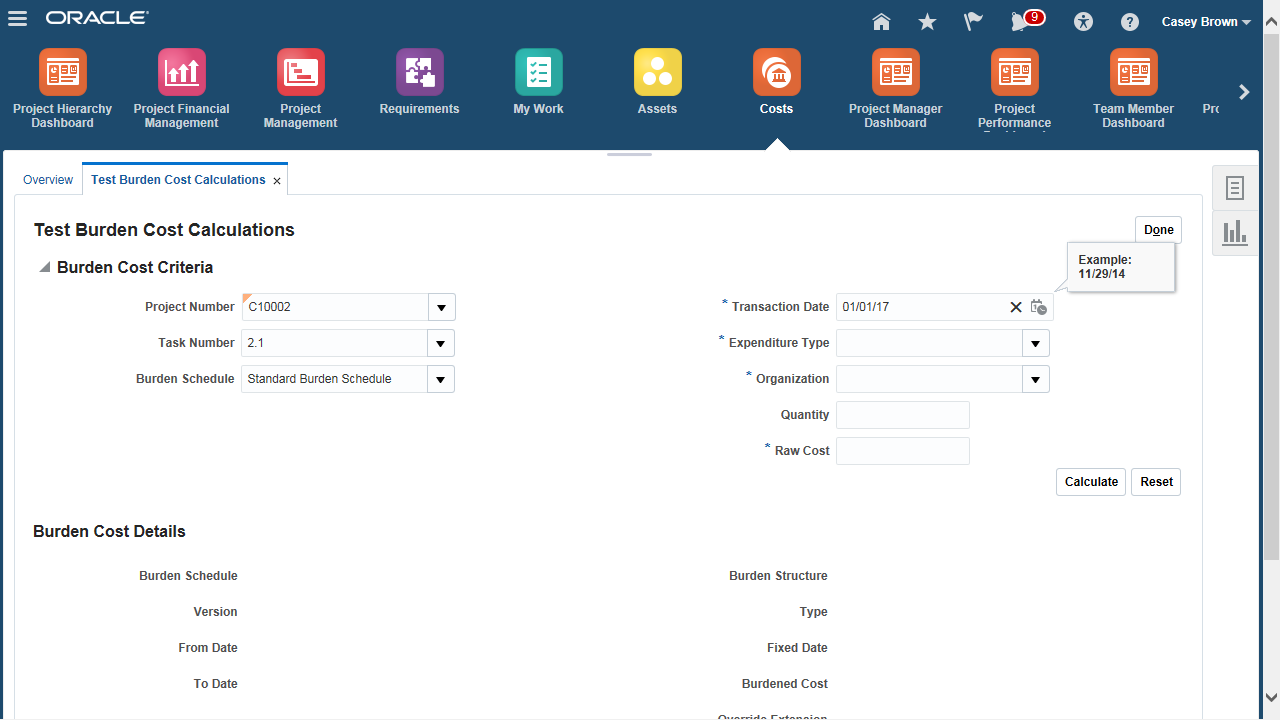 ORACLE
9
Casey Brown
Project Hierarchy Dashboard
Project Financial Management
Project Management
Requirements
My Work
Assets
Costs
Project Manager Dashboard
Project Performance
Team Member Dashboard
Overview
Test Burden Cost Calculations
Test Burden Cost Calculations
Done
Example:
11/29/14
Burden Cost Criteria
Project Number C10002
* Transaction Date 01/01/17
Task Number 2.1
* Expenditure Type
Burden Schedule Standard Burden Schedule
* Organization
Quantity
* Raw Cost
Calculate
Reset
Burden Cost Details
Burden Schedule
Burden Structure
Version
Type
From Date
Fixed Date
To Date
Burdened Cost
Override Extension